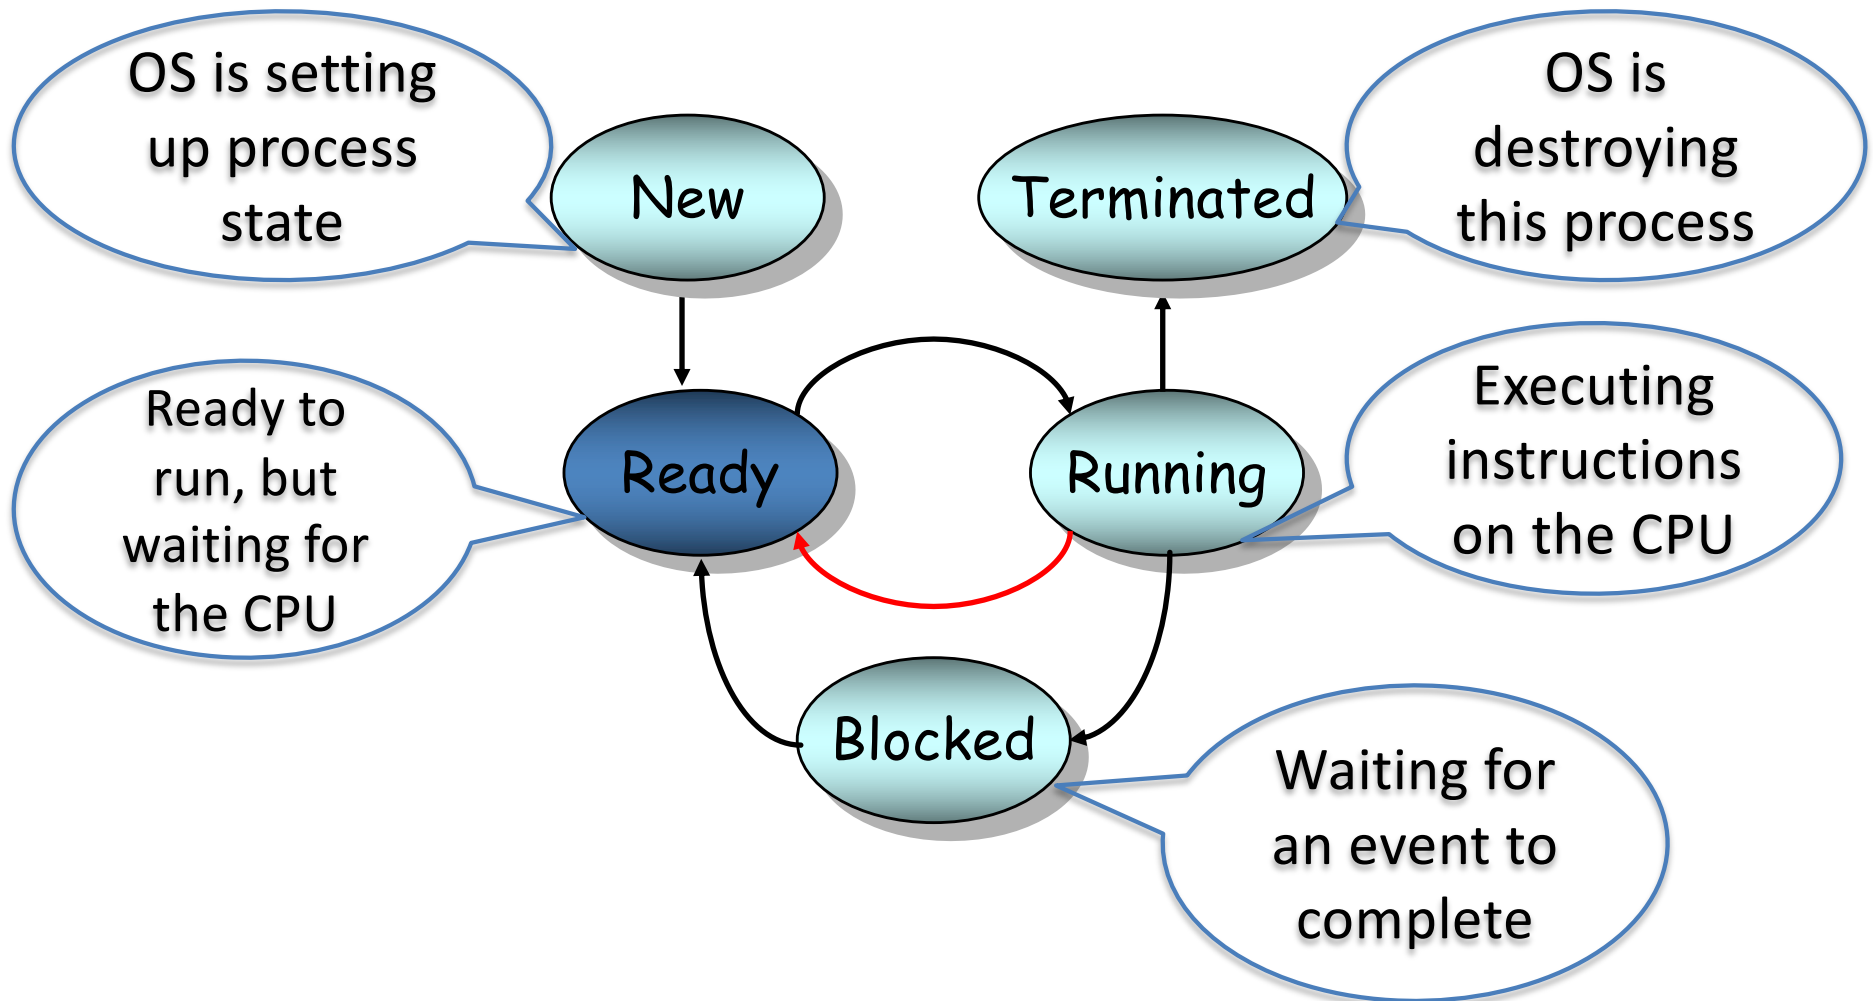 OS is setting
up process
state
New
Terminated
OS is
destroying
this process
Ready to
run, but
waiting for
the CPU
Ready
Running
Executing
instructions
on the CPU
Blocked
Waiting for
an event to
complete